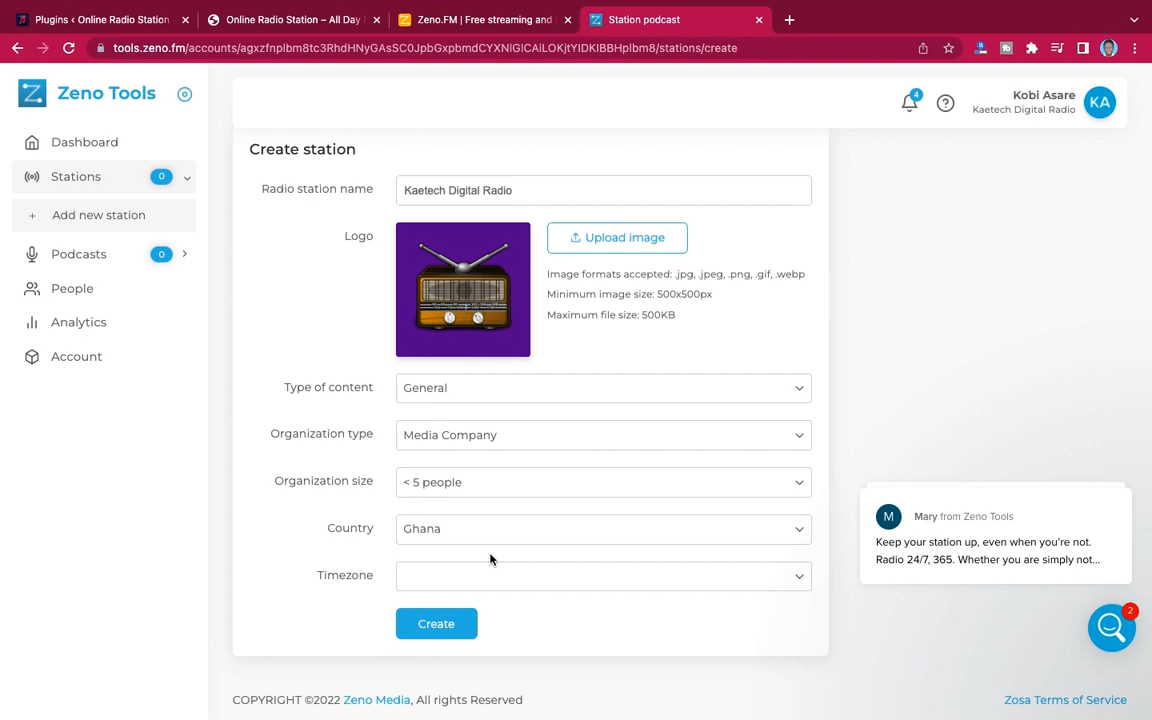 Plugins ‹ Online Radio Station
Online Radio Station – All Day
Zeno.FM | Free streaming and
Station podcast
tools.zeno.fm/accounts/agxzfnplbm8tc3RhdHNyGAsSC0JpbGxpbmdCYXNlGICAiLOKjtYIDKIBBHplbm8/stations/create
Zeno Tools
4
Kobi Asare
Kaetech Digital Radio
KA
Dashboard
Stations 0
Add new station
Podcasts 0
People
Analytics
Account
Create station
Radio station name Kaetech Digital Radio
Logo
Upload image
Image formats accepted: .jpg, .jpeg, .png, .gif, .webp
Minimum image size: 500x500px
Maximum file size: 500KB
Type of content General
Organization type Media Company
Organization size < 5 people
Country Ghana
Timezone
Create
M Mary from Zeno Tools
Keep your station up, even when you're not.
Radio 24/7, 365. Whether you are simply not...
2
COPYRIGHT ©2022 Zeno Media, All rights Reserved
Zosa Terms of Service